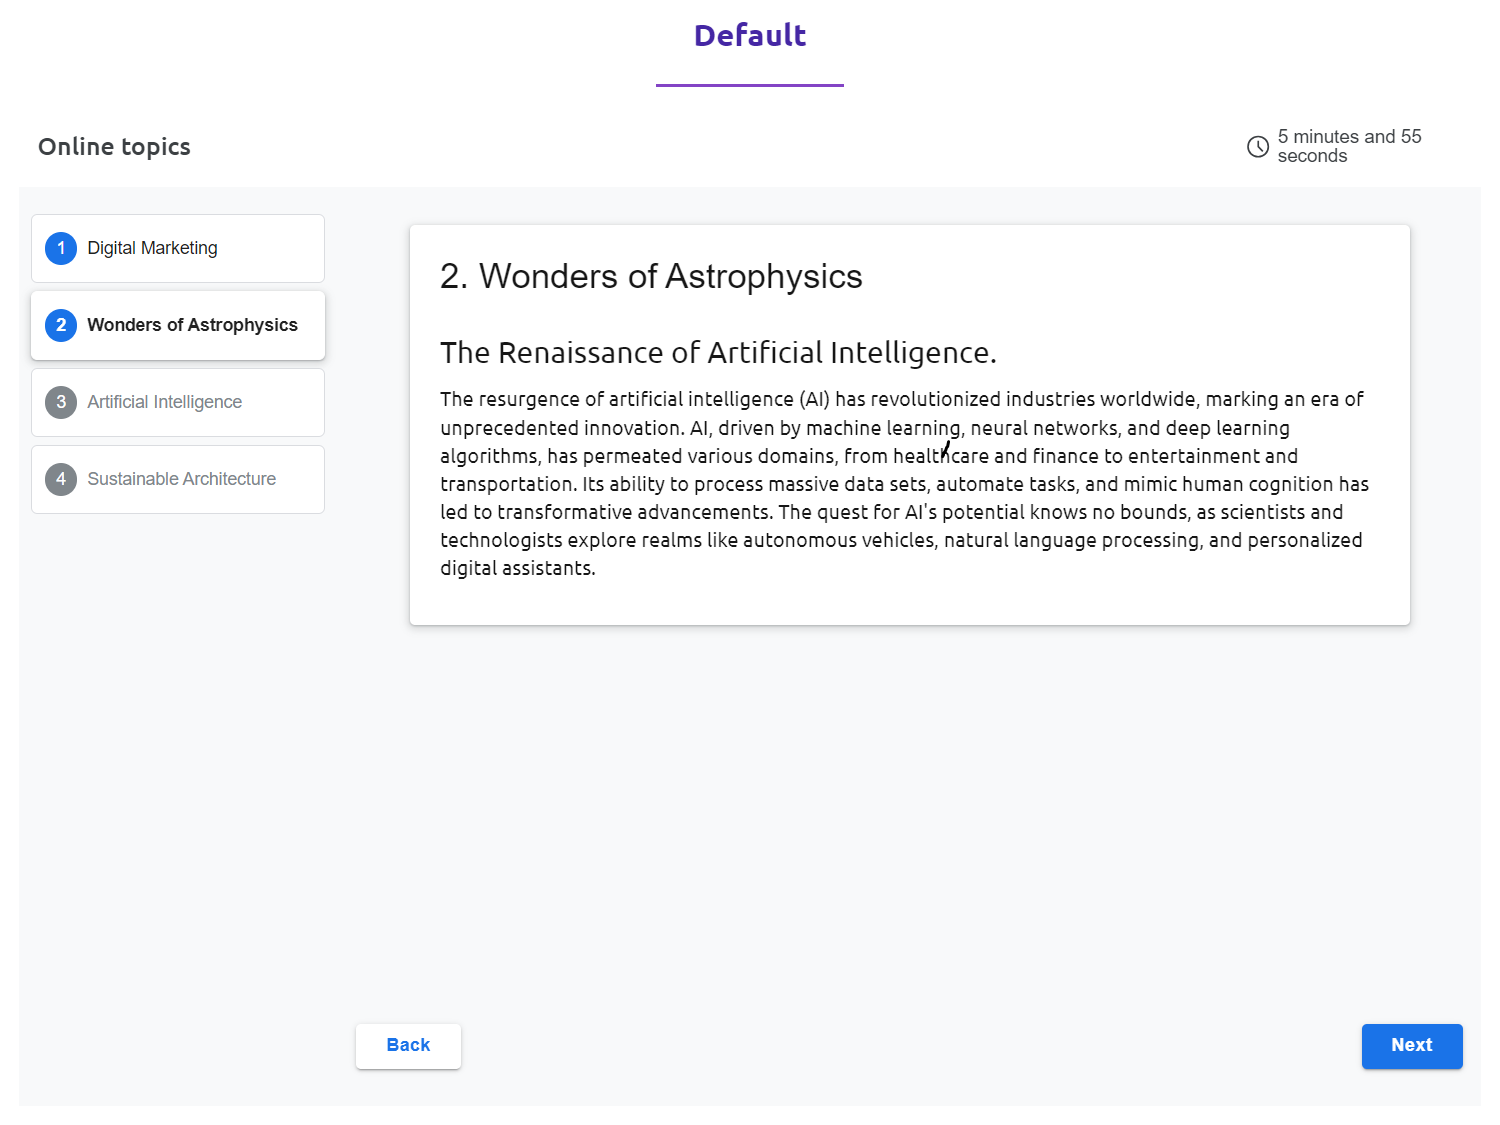 Default
Online topics
5 minutes and 55
seconds
1 Digital Marketing
2 Wonders of Astrophysics
3 Artificial Intelligence
4 Sustainable Architecture
2. Wonders of Astrophysics
The Renaissance of Artificial Intelligence.
The resurgence of artificial intelligence (AI) has revolutionized industries worldwide, marking an era of
unprecedented innovation. AI, driven by machine learning, neural networks, and deep learning
algorithms, has permeated various domains, from healthcare and finance to entertainment and
transportation. Its ability to process massive data sets, automate tasks, and mimic human cognition has
led to transformative advancements. The quest for AI's potential knows no bounds, as scientists and
technologists explore realms like autonomous vehicles, natural language processing, and personalized
digital assistants.
Back
Next